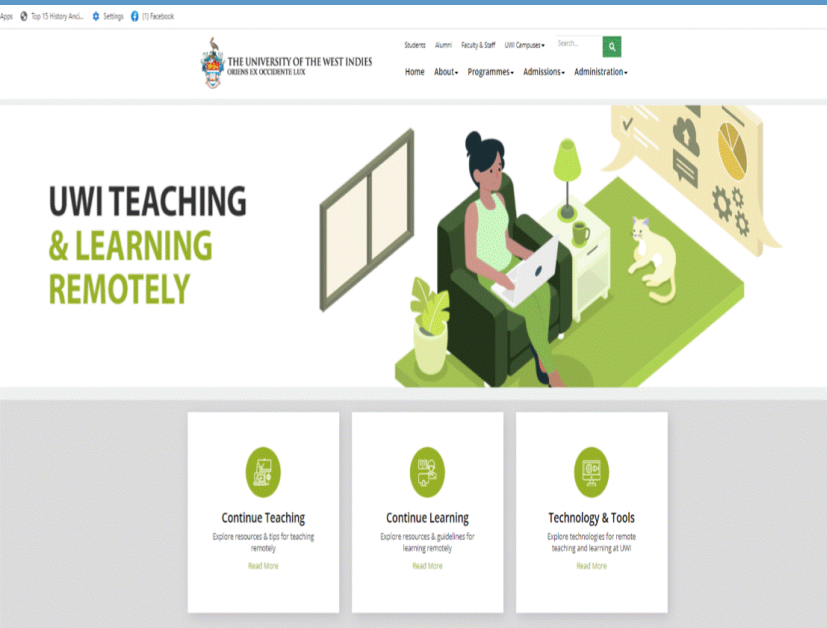 Apps Top 15 History Anci... Settings (1) Facebook
Students Alumni Faculty & Staff UWI Campuses Search...
THE UNIVERSITY OF THE WEST INDIES
ORIENS EX OCCIDENTE LUX
Home About Programmes Admissions Administration
UWI TEACHING
& LEARNING
REMOTELY
Continue Teaching
Explore resources & tips for teaching
remotely
Read More
Continue Learning
Explore resources & guidelines for
learning remotely
Read More
Technology & Tools
Explore technologies for remote
teaching and learning at UWI
Read More